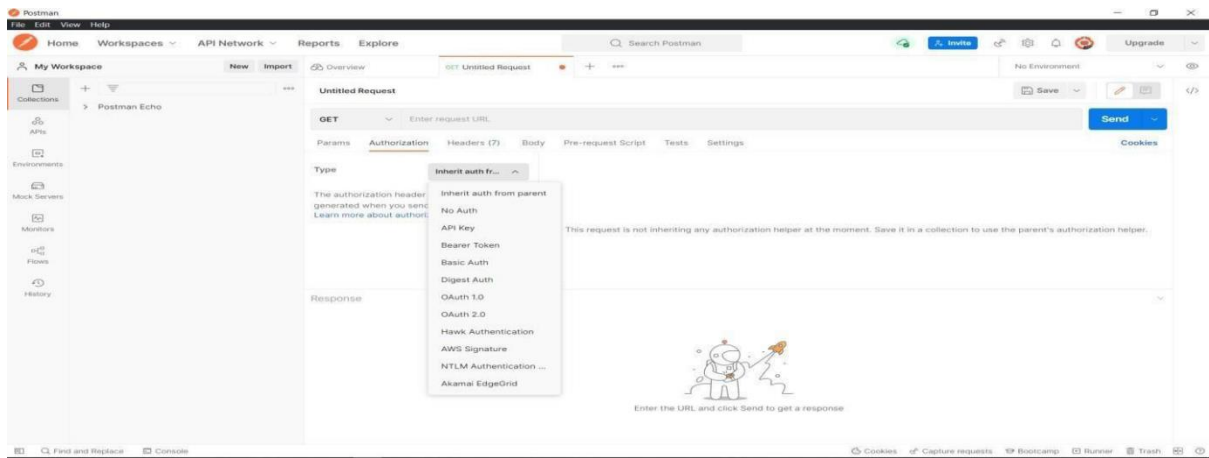 Postman
File Edit View Help
Home Workspaces API Network Reports Explore
Search Postman
Invite
Upgrade
My Workspace
New Import
Overview
GET Untitled Request
No Environment
Collections
Postman Echo
APIs
Environments
Mock Servers
Monitors
Flows
History
Untitled Request
Save
GET
Enter request URL
Send
Params Authorization Headers (7) Body Pre-request Script Tests Settings
Cookies
Type
Inherit auth fr...
The authorization header
generated when you send
Learn more about authori
Inherit auth from parent
No Auth
API Key
Bearer Token
Basic Auth
Digest Auth
OAuth 1.0
OAuth 2.0
Hawk Authentication
AWS Signature
NTLM Authentication ...
Akamai EdgeGrid
This request is not inheriting any authorization helper at the moment. Save it in a collection to use the parent's authorization helper.
Response
Enter the URL and click Send to get a response
Find and Replace Console
Cookies Capture requests Bootcamp Runner Trash